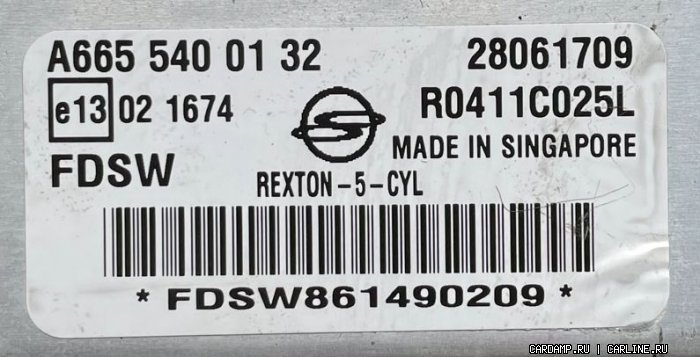 A665 540 01 32 28061709
e13 02 1674 R0411C025L
FDSW MADE IN SINGAPORE
REXTON-5-CYL
* FDSW861490209 *
CARDAMP.RU | CARLINE.RU